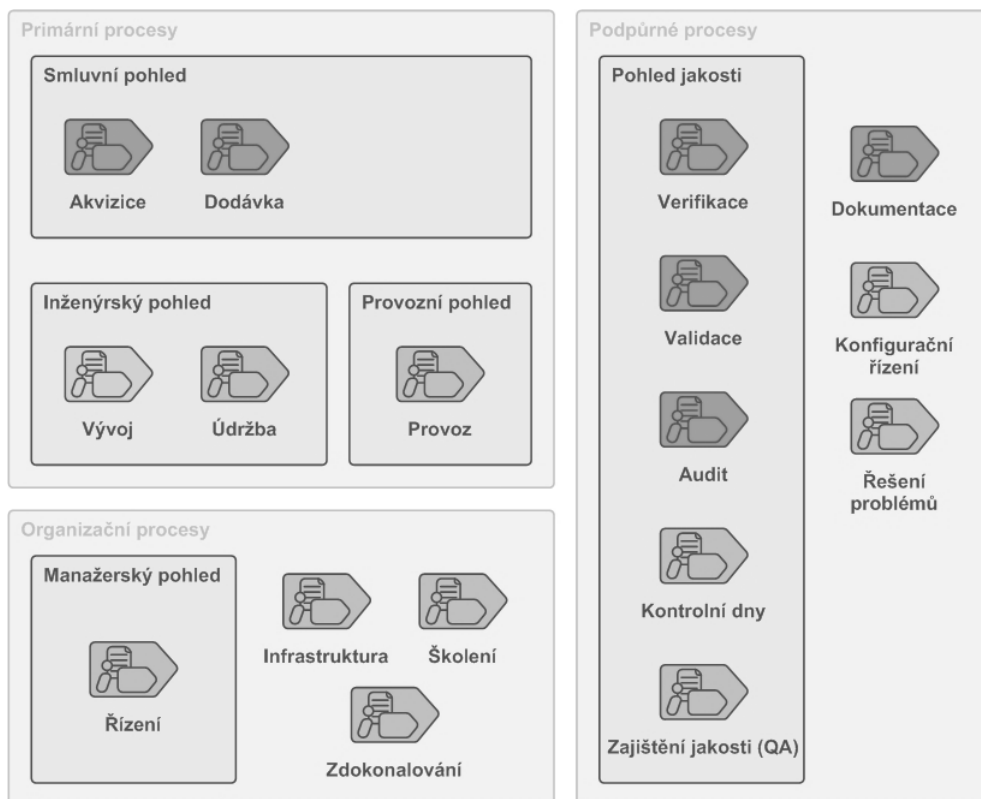 Primární procesy
Smluvní pohled
Akvizice
Dodávka
Inženýrský pohled
Vývoj
Údržba
Provozní pohled
Provoz
Organizační procesy
Manažerský pohled
Řízení
Infrastruktura
Školení
Zdokonalování
Podpůrné procesy
Pohled jakosti
Verifikace
Validace
Audit
Kontrolní dny
Zajištění jakosti (QA)
Dokumentace
Konfigurační
řízení
Řešení
problémů